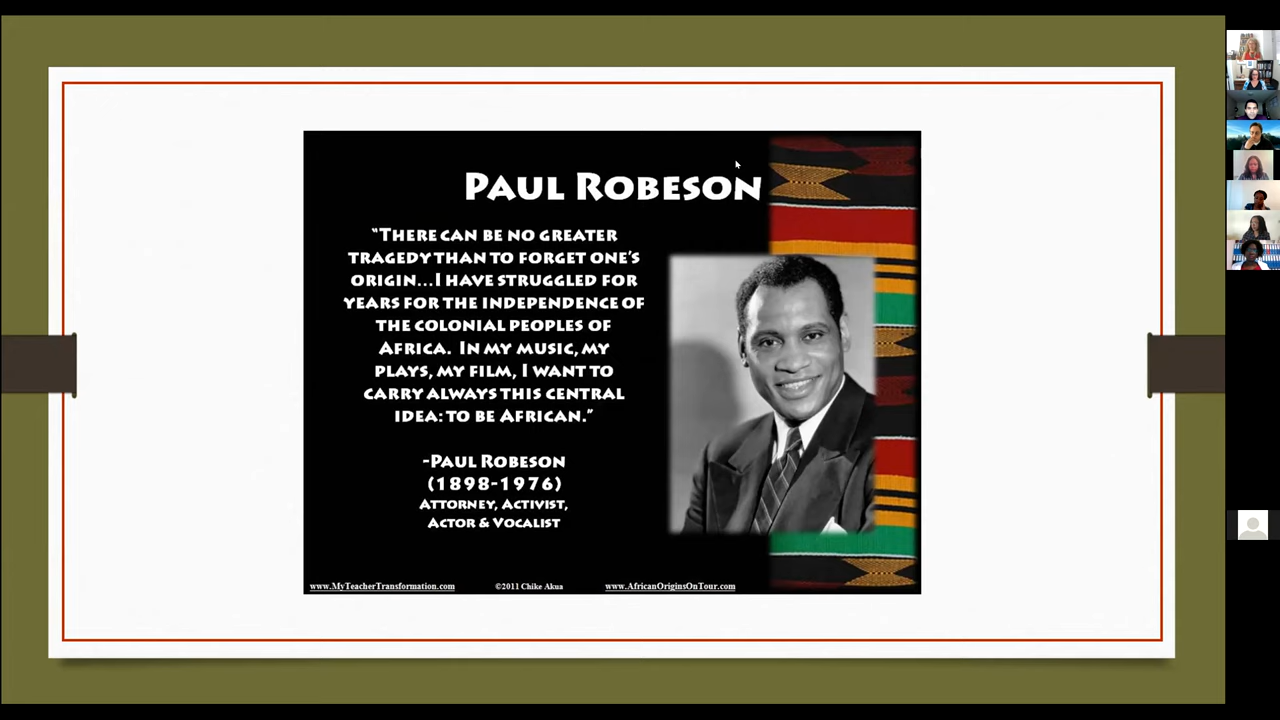 PAUL ROBESON
“THERE CAN BE NO GREATER
TRAGEDY THAN TO FORGET ONE’S
ORIGIN...I HAVE STRUGGLED FOR
YEARS FOR THE INDEPENDENCE OF
THE COLONIAL PEOPLES OF
AFRICA. IN MY MUSIC, MY
PLAYS, MY FILM, I WANT TO
CARRY ALWAYS THIS CENTRAL
IDEA: TO BE AFRICAN.”
-PAUL ROBESON
(1898-1976)
ATTORNEY, ACTIVIST,
ACTOR & VOCALIST
www.MyTeacherTransformation.com ©2011 Chike Akua www.AfricanOriginsOnTour.com